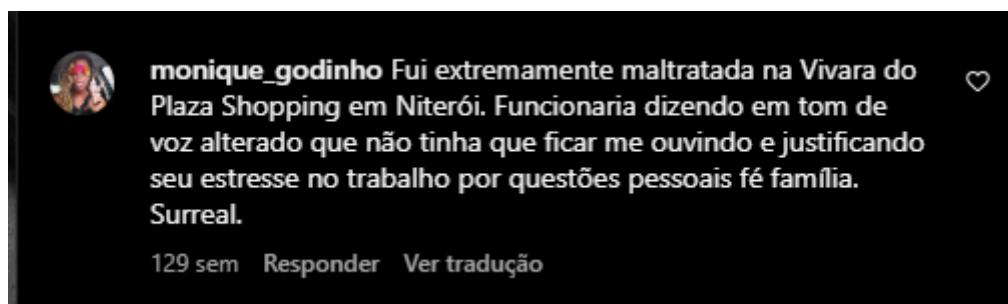 monique_godinho Fui extremamente maltratada na Vivara do
Plaza Shopping em Niterói. Funcionaria dizendo em tom de
voz alterado que não tinha que ficar me ouvindo e justificando
seu estresse no trabalho por questões pessoais fé família.
Surreal.
129 sem Responder Ver tradução